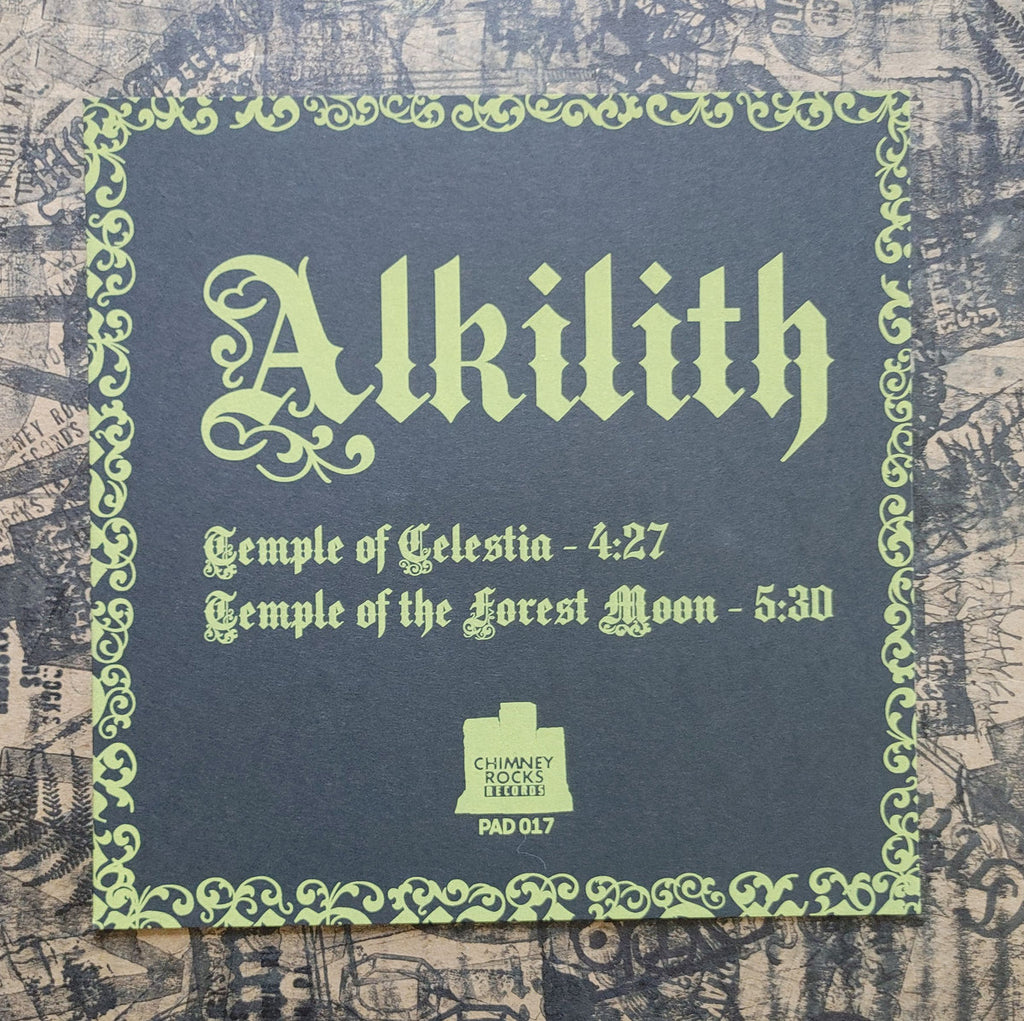 Alkilith
Temple of Celestia - 4:27
Temple of the Forest Moon - 5:30
CHIMNEY
ROCKS
RECORDS
PAD 017